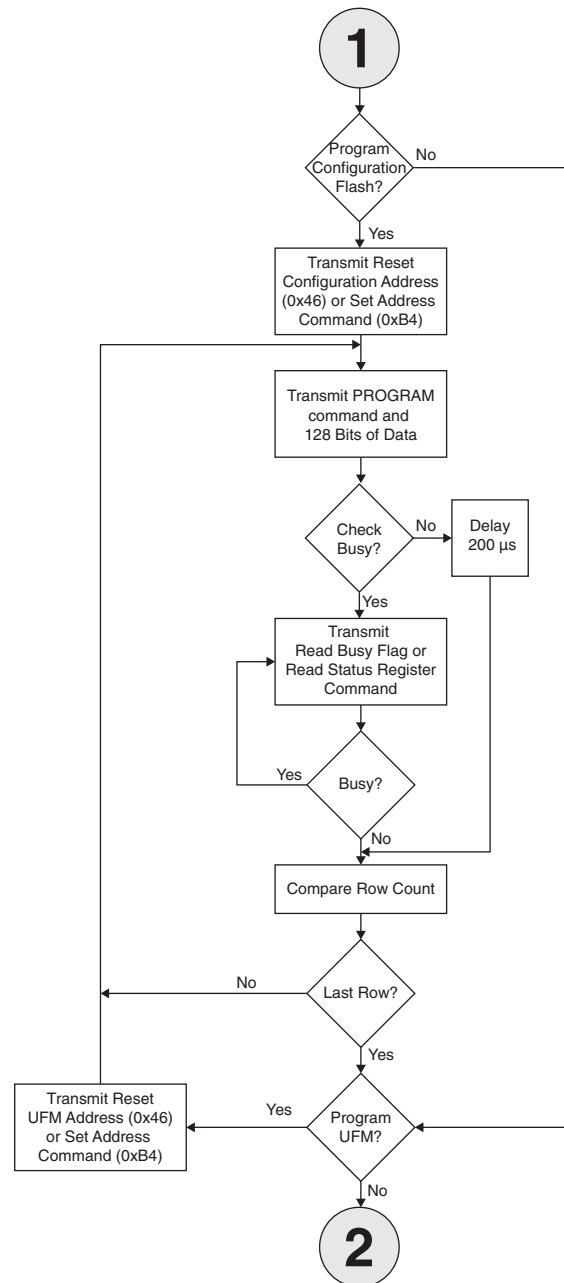 1
Program
Configuration
Flash?
No
Yes
Transmit Reset
Configuration Address
(0x46) or Set Address
Command (0xB4)
Transmit PROGRAM
command and
128 Bits of Data
Check
Busy?
No
Delay
200 µs
Yes
Transmit
Read Busy Flag or
Read Status Register
Command
Yes
Busy?
No
Compare Row Count
No
Last Row?
Yes
Transmit Reset
UFM Address (0x46)
or Set Address
Command (0xB4)
Yes
Program
UFM?
No
2